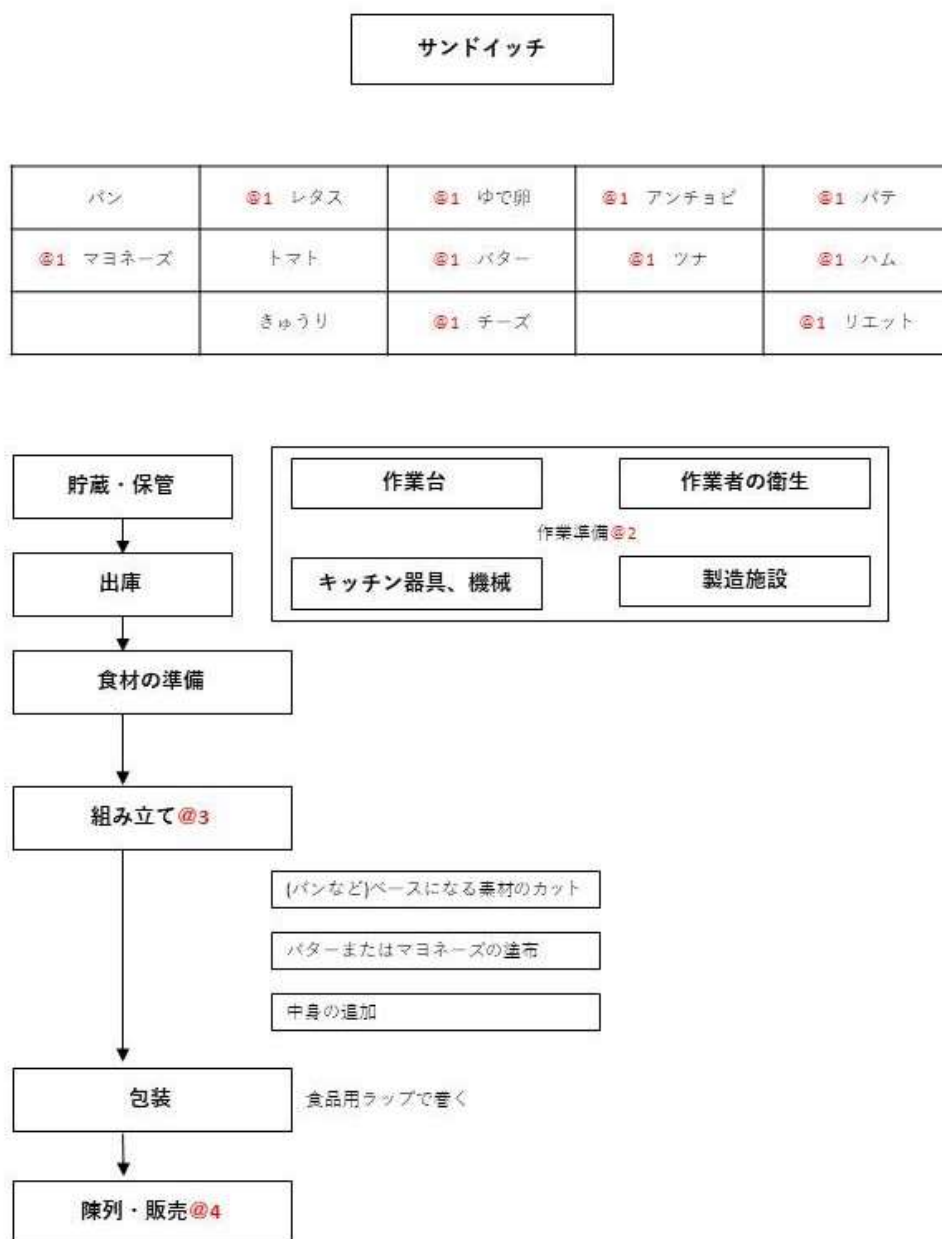 サンドイッチ
パン @1 レタス @1 ゆで卵 @1 アンチョビ @1 パテ
@1 マヨネーズ トマト @1 バター @1 ツナ @1 ハム
きゅうり @1 チーズ @1 リエット
貯蔵・保管
出庫
作業台 作業者の衛生
作業準備@2
キッチン器具、機械 製造施設
食材の準備
組み立て@3
(パンなど)ベースになる素材のカット
バターまたはマヨネーズの塗布
中身の追加
包装 食品用ラップで巻く
陳列・販売@4